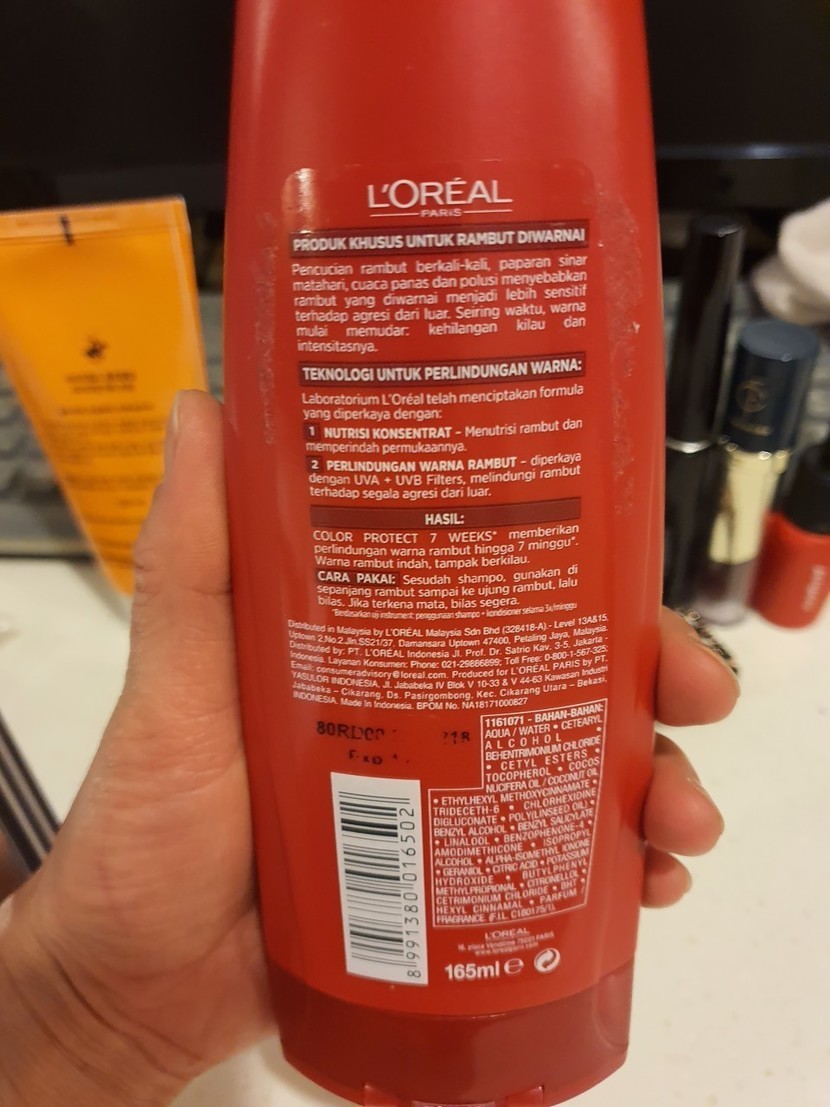 L'ORÉAL
PARIS
PRODUK KHUSUS UNTUK RAMBUT DIWARNAI
Pencucian rambut berkali-kali, paparan sinar
matahari, cuaca panas dan polusi menyebabkan
rambut yang diwarnai menjadi lebih sensitif
terhadap agresi dari luar. Seiring waktu, warna
mulai memudar: kehilangan kilau dan
intensitasnya.
TEKNOLOGI UNTUK PERLINDUNGAN WARNA:
Laboratorium L'Oréal telah menciptakan formula
yang diperkaya dengan:
1 NUTRISI KONSENTRAT – Menutrisi rambut dan
memperindah permukaannya.
2 PERLINDUNGAN WARNA RAMBUT – diperkaya
dengan UVA + UVB Filters, melindungi rambut
terhadap segala agresi dari luar.
HASIL:
COLOR PROTECT 7 WEEKS* memberikan
perlindungan warna rambut hingga 7 minggu*.
Warna rambut indah, tampak berkilau.
CARA PAKAI: Sesudah shampo, gunakan di
sepanjang rambut sampai ke ujung rambut, lalu
bilas. Jika terkena mata, bilas segera.
*Berdasarkan uji instrument: penggunaan shampo + kondisioner selama 3x/minggu
Distributed in Malaysia by L'ORÉAL Malaysia Sdn Bhd (328418-A) - Level 13A&15,
Uptown 2,No.2,Jln.SS21/37, Damansara Uptown 47400, Petaling Jaya, Malaysia.
Distributed by: PT. L'ORÉAL Indonesia Jl. Prof. Dr. Satrio Kav. 3-5, Jakarta -
Indonesia. Layanan Konsumen: Phone: 021-29886899; Toll Free: 0-800-1-567-325;
Email: consumeradvisory@loreal.com. Produced for L'ORÉAL PARIS by PT.
YASULOR INDONESIA, Jl. Jababeka IV Blok V 10-33 & V 44-63 Kawasan Industri
Jababeka – Cikarang, Ds. Pasirgombong, Kec. Cikarang Utara – Bekasi,
INDONESIA. Made In Indonesia. BPOM No. NA18171000827
1161071 - BAHAN-BAHAN:
AQUA / WATER • CETEARYL
ALCOHOL •
BEHENTRIMONIUM CHLORIDE
• CETYL ESTERS •
TOCOPHEROL • COCOS
NUCIFERA OIL / COCONUT OIL
• ETHYLHEXYL METHOXYCINNAMATE •
TRIDECETH-6 • CHLORHEXIDINE
DIGLUCONATE • POLY(LINSEED OIL) •
BENZYL ALCOHOL • BENZYL SALICYLATE
• LINALOOL • BENZOPHENONE-4 •
AMODIMETHICONE • ISOPROPYL
ALCOHOL • ALPHA-ISOMETHYL IONONE
• GERANIOL • CITRIC ACID • POTASSIUM
HYDROXIDE • BUTYLPHENYL
METHYLPROPIONAL • CITRONELLOL •
CETRIMONIUM CHLORIDE • BHT •
HEXYL CINNAMAL • PARFUM /
FRAGRANCE (F.I.L. C180175/1).
8991380016502
L'ORÉAL
165ml e